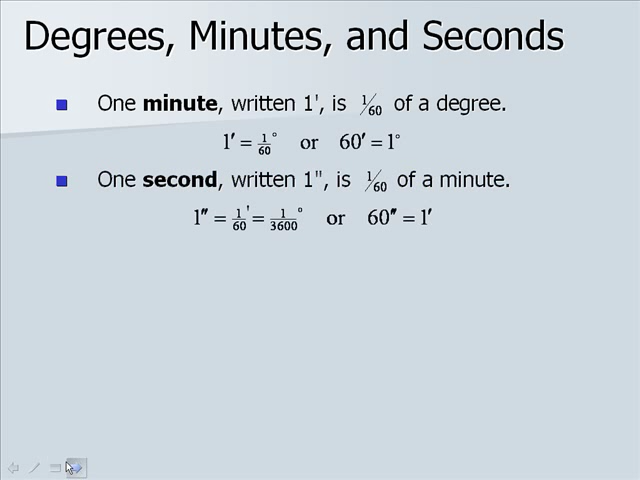 Degrees, Minutes, and Seconds
One minute, written 1', is 1/60 of a degree.
1′ = 1/60° or 60′ = 1°
One second, written 1", is 1/60 of a minute.
1″ = 1/60′ = 1/3600° or 60″ = 1′